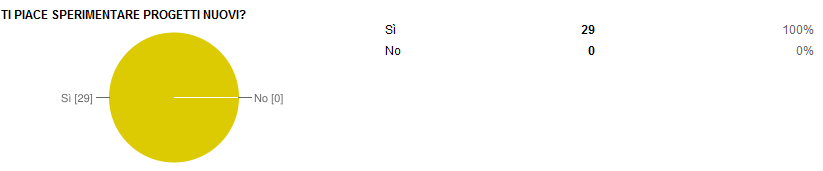 TI PIACE SPERIMENTARE PROGETTI NUOVI?
Sì [29]
No [0]
Sì 29 100%
No 0 0%